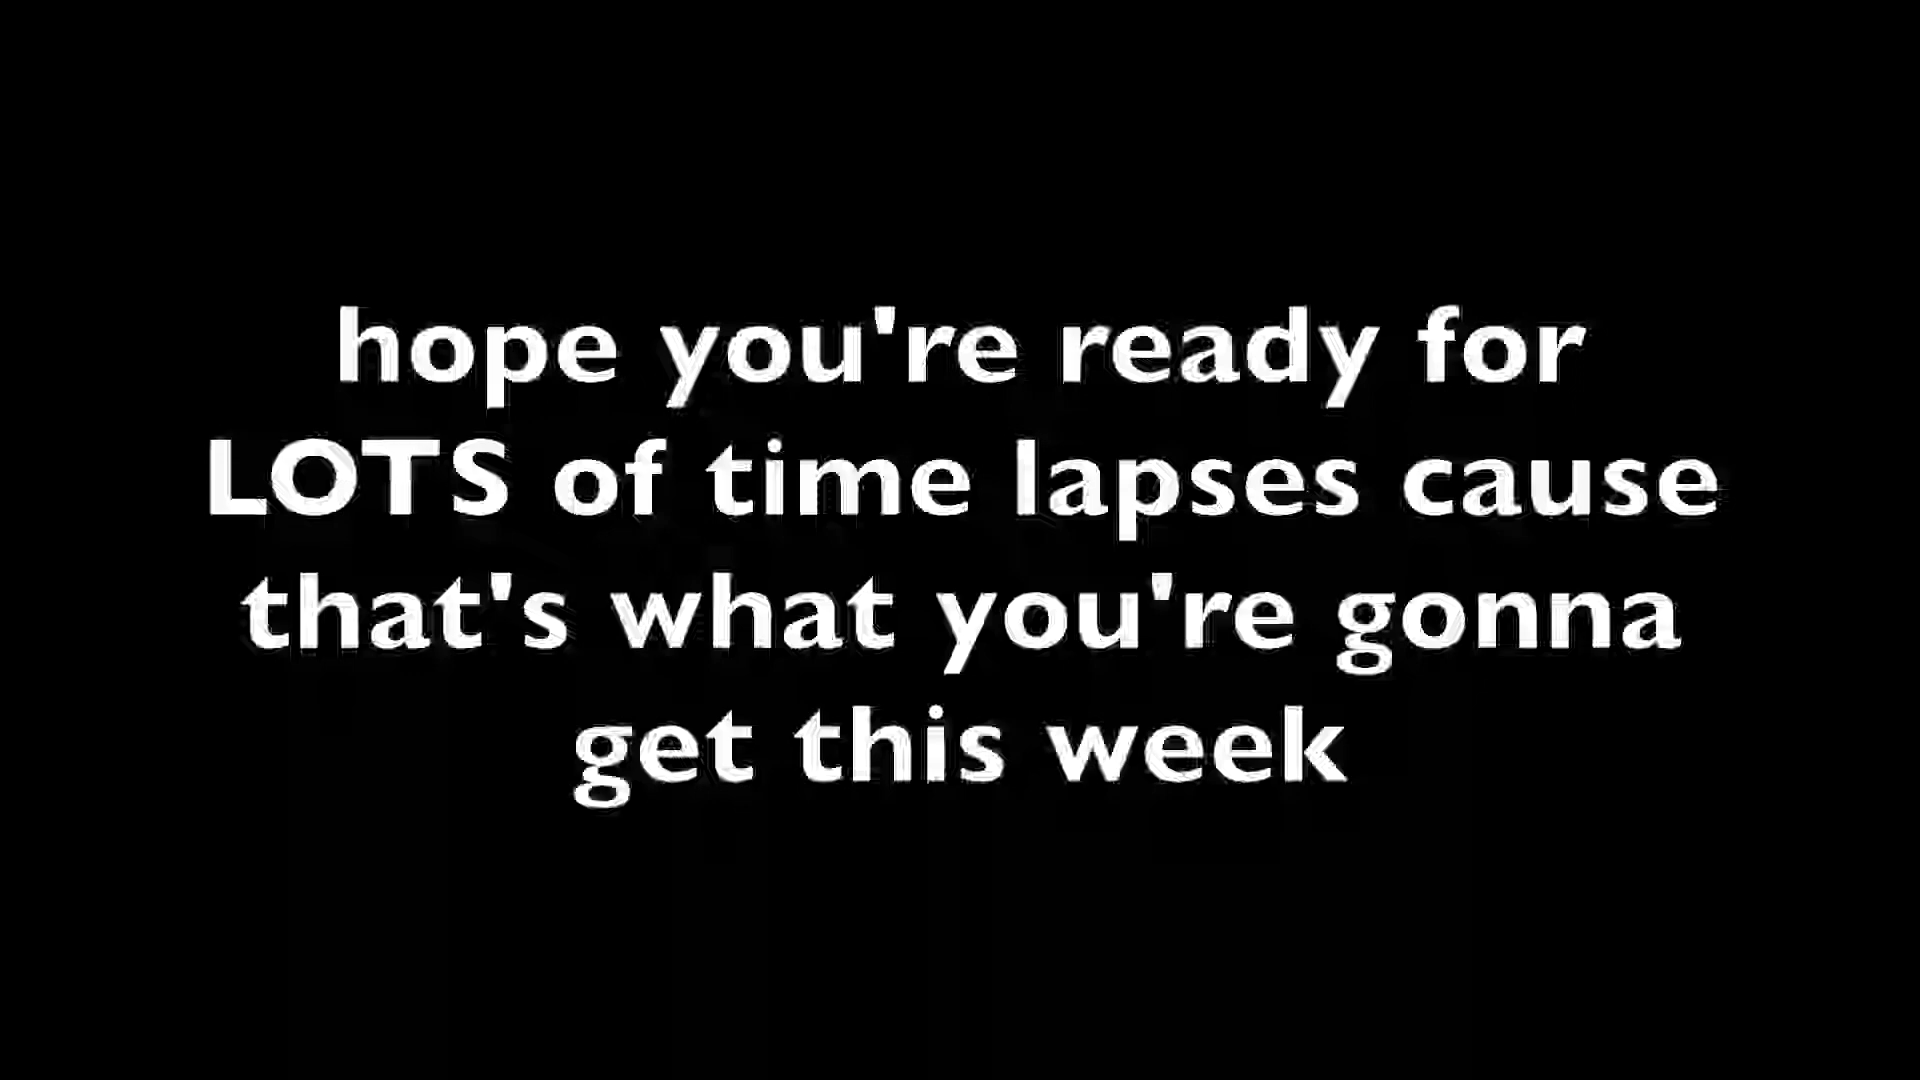 hope you're ready for
LOTS of time lapses cause
that's what you're gonna
get this week